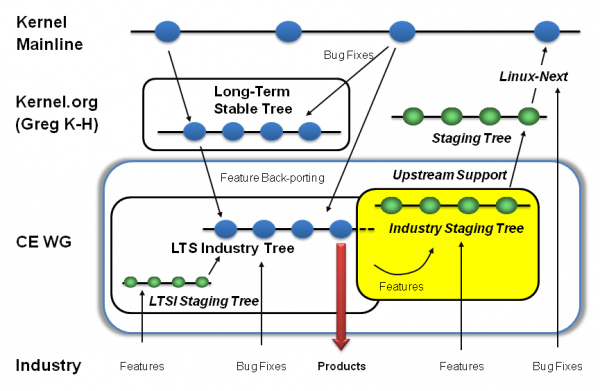 Kernel
Mainline
Bug Fixes
Linux-Next
Kernel.org
(Greg K-H)
Long-Term
Stable Tree
Staging Tree
Feature Back-porting
Upstream Support
CE WG
LTS Industry Tree
Industry Staging Tree
LTSI Staging Tree
Features
Industry
Features
Bug Fixes
Products
Features
Bug Fixes